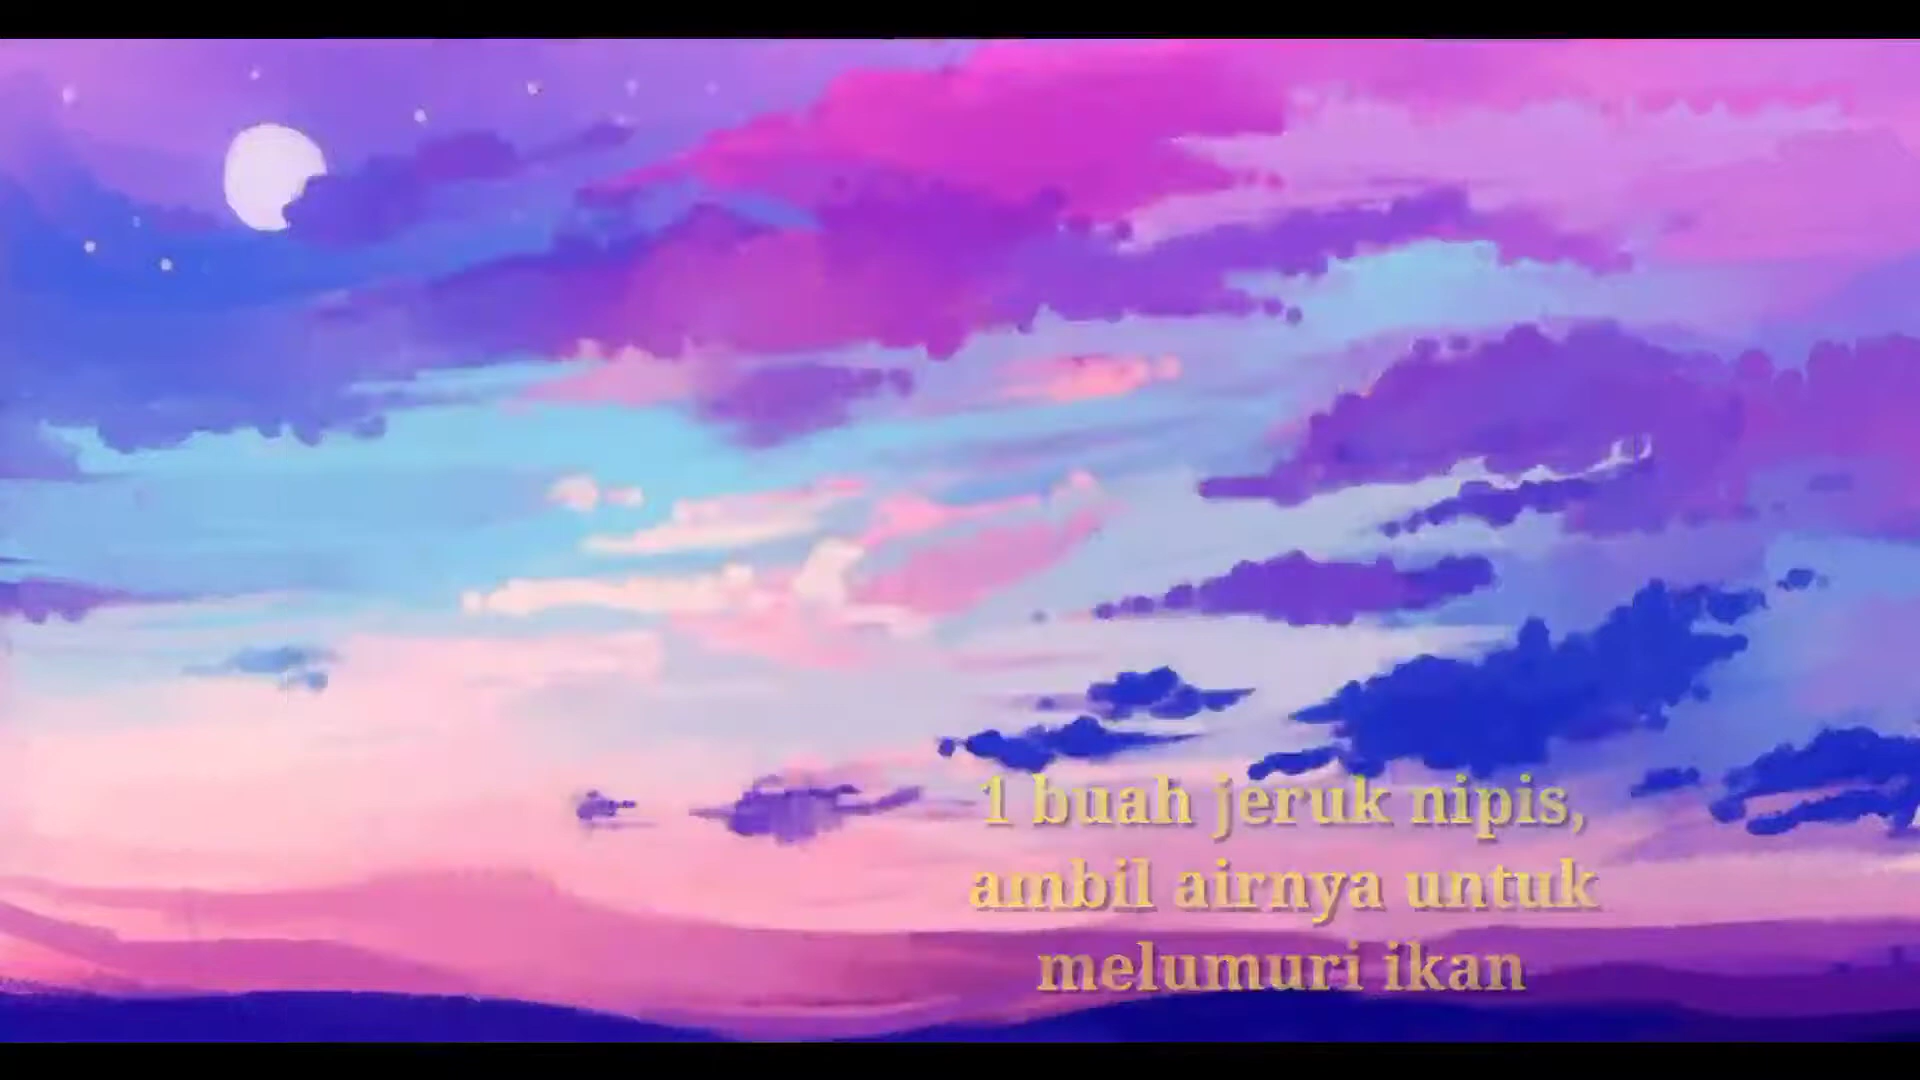 1 buah jeruk nipis,
ambil airnya untuk
melumuri ikan